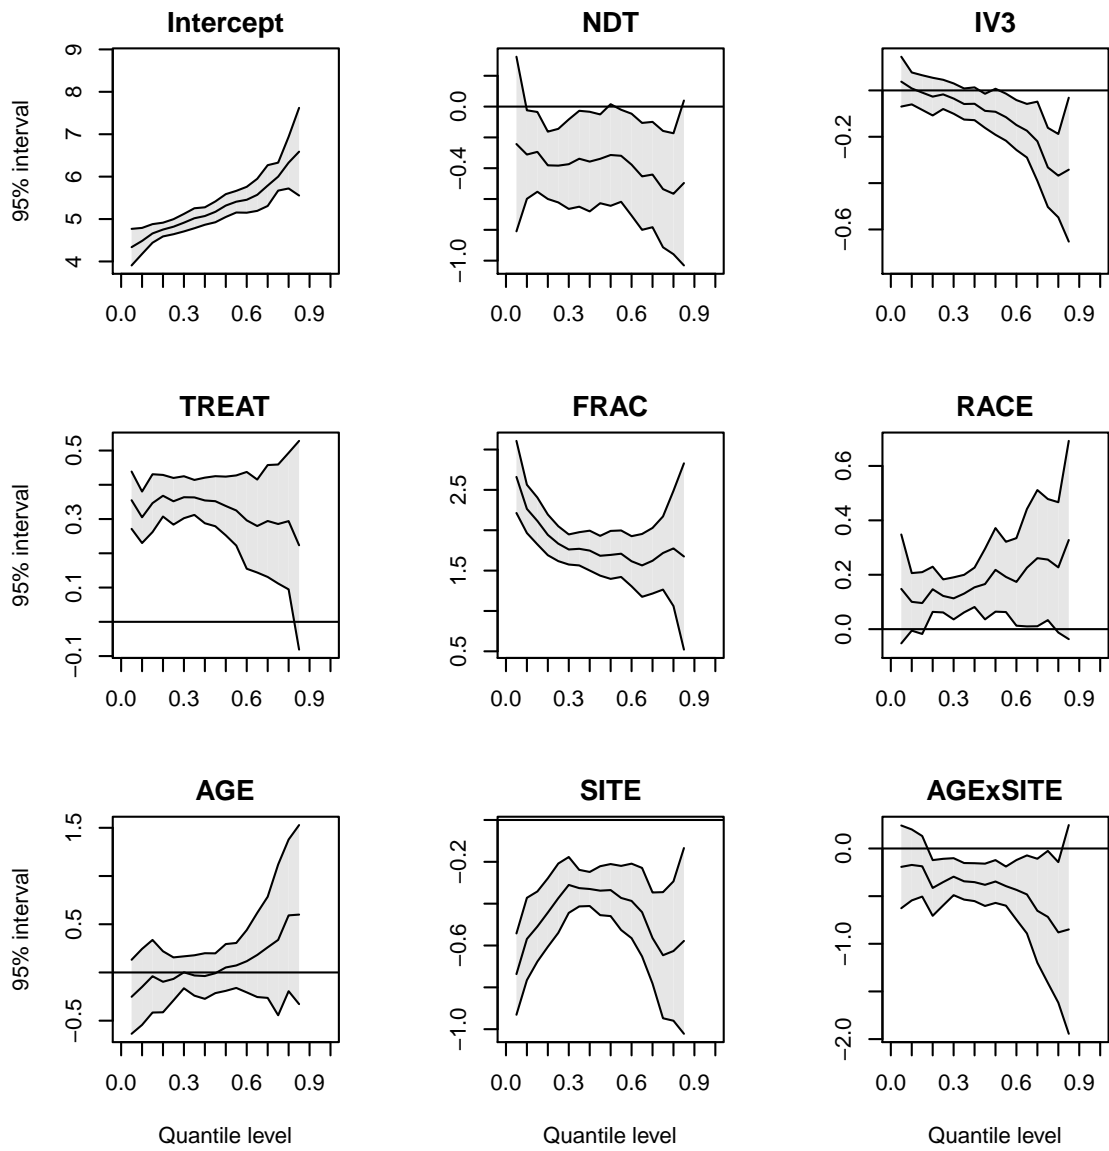 Intercept
95% interval
9
8
7
6
5
4
0.0 0.3 0.6 0.9
NDT
0.0
−0.4
−1.0
0.0 0.3 0.6 0.9
IV3
−0.2
−0.6
0.0 0.3 0.6 0.9
TREAT
95% interval
0.5
0.3
0.1
−0.1
0.0 0.3 0.6 0.9
FRAC
2.5
1.5
0.5
0.0 0.3 0.6 0.9
RACE
0.6
0.4
0.2
0.0
0.0 0.3 0.6 0.9
AGE
95% interval
1.5
0.5
−0.5
0.0 0.3 0.6 0.9
Quantile level
SITE
−0.2
−0.6
−1.0
0.0 0.3 0.6 0.9
Quantile level
AGExSITE
0.0
−1.0
−2.0
0.0 0.3 0.6 0.9
Quantile level